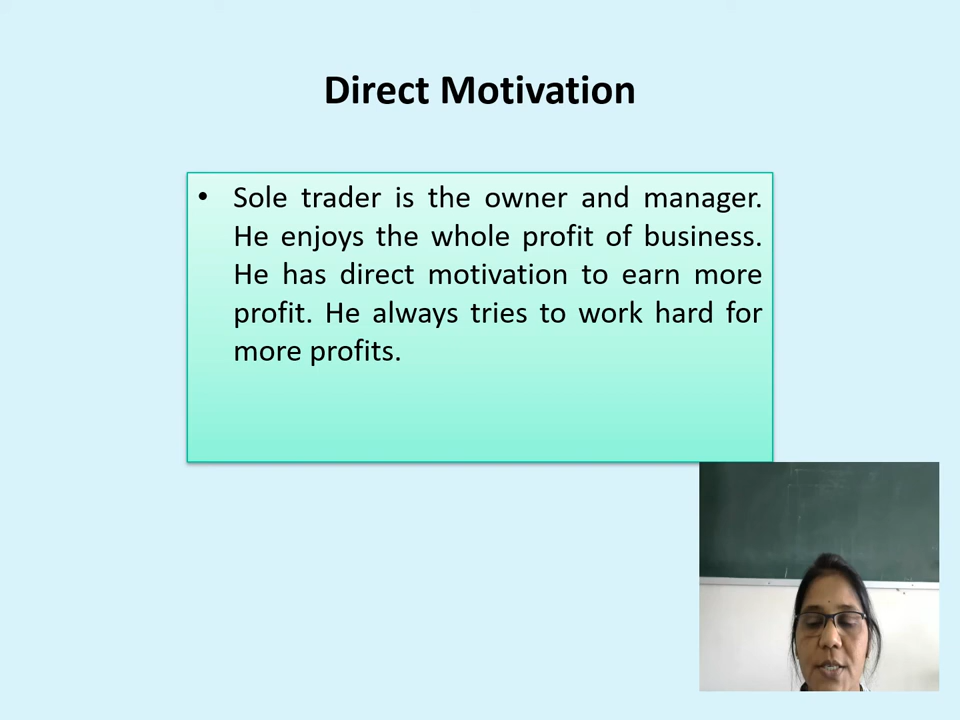 Direct Motivation
• Sole trader is the owner and manager.
He enjoys the whole profit of business.
He has direct motivation to earn more
profit. He always tries to work hard for
more profits.